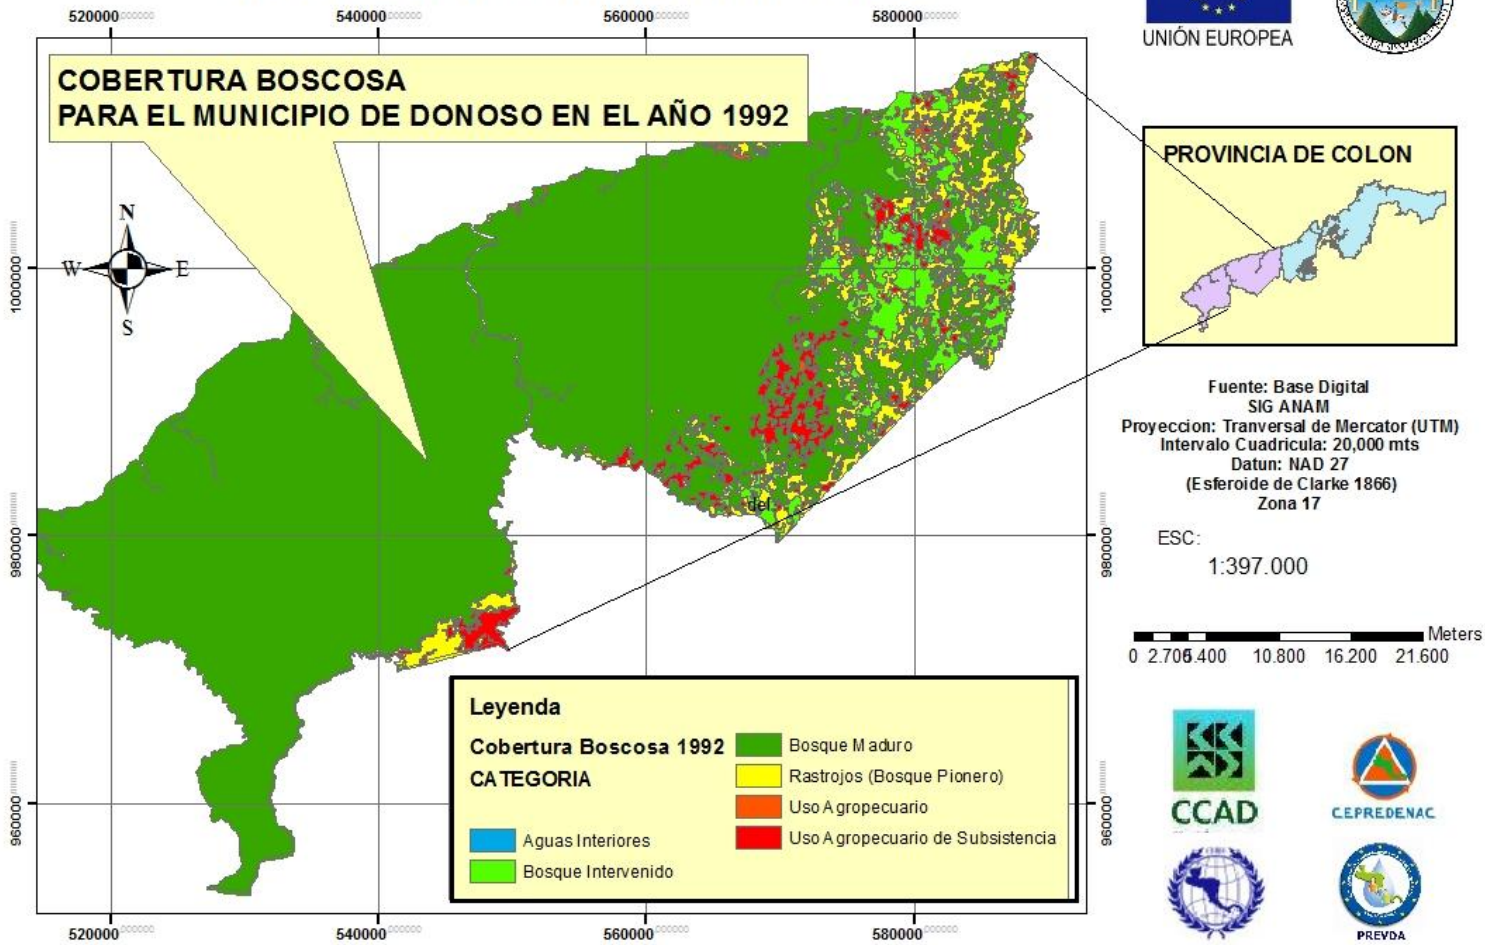 520000
540000
560000
580000
UNIÓN EUROPEA
COBERTURA BOSCOSA
PARA EL MUNICIPIO DE DONOSO EN EL AÑO 1992
N
W
E
S
1000000
1000000
980000
980000
960000
960000
del
PROVINCIA DE COLON
Fuente: Base Digital
SIG ANAM
Proyeccion: Tranversal de Mercator (UTM)
Intervalo Cuadricula: 20,000 mts
Datun: NAD 27
(Esferoide de Clarke 1866)
Zona 17
ESC:
1:397.000
Meters
0 2.700 5.400 10.800 16.200 21.600
Leyenda
Cobertura Boscosa 1992
CATEGORIA
Aguas Interiores
Bosque Intervenido
Bosque Maduro
Rastrojos (Bosque Pionero)
Uso Agropecuario
Uso Agropecuario de Subsistencia
CCAD
CEPREDENAC
PREVDA
520000
540000
560000
580000